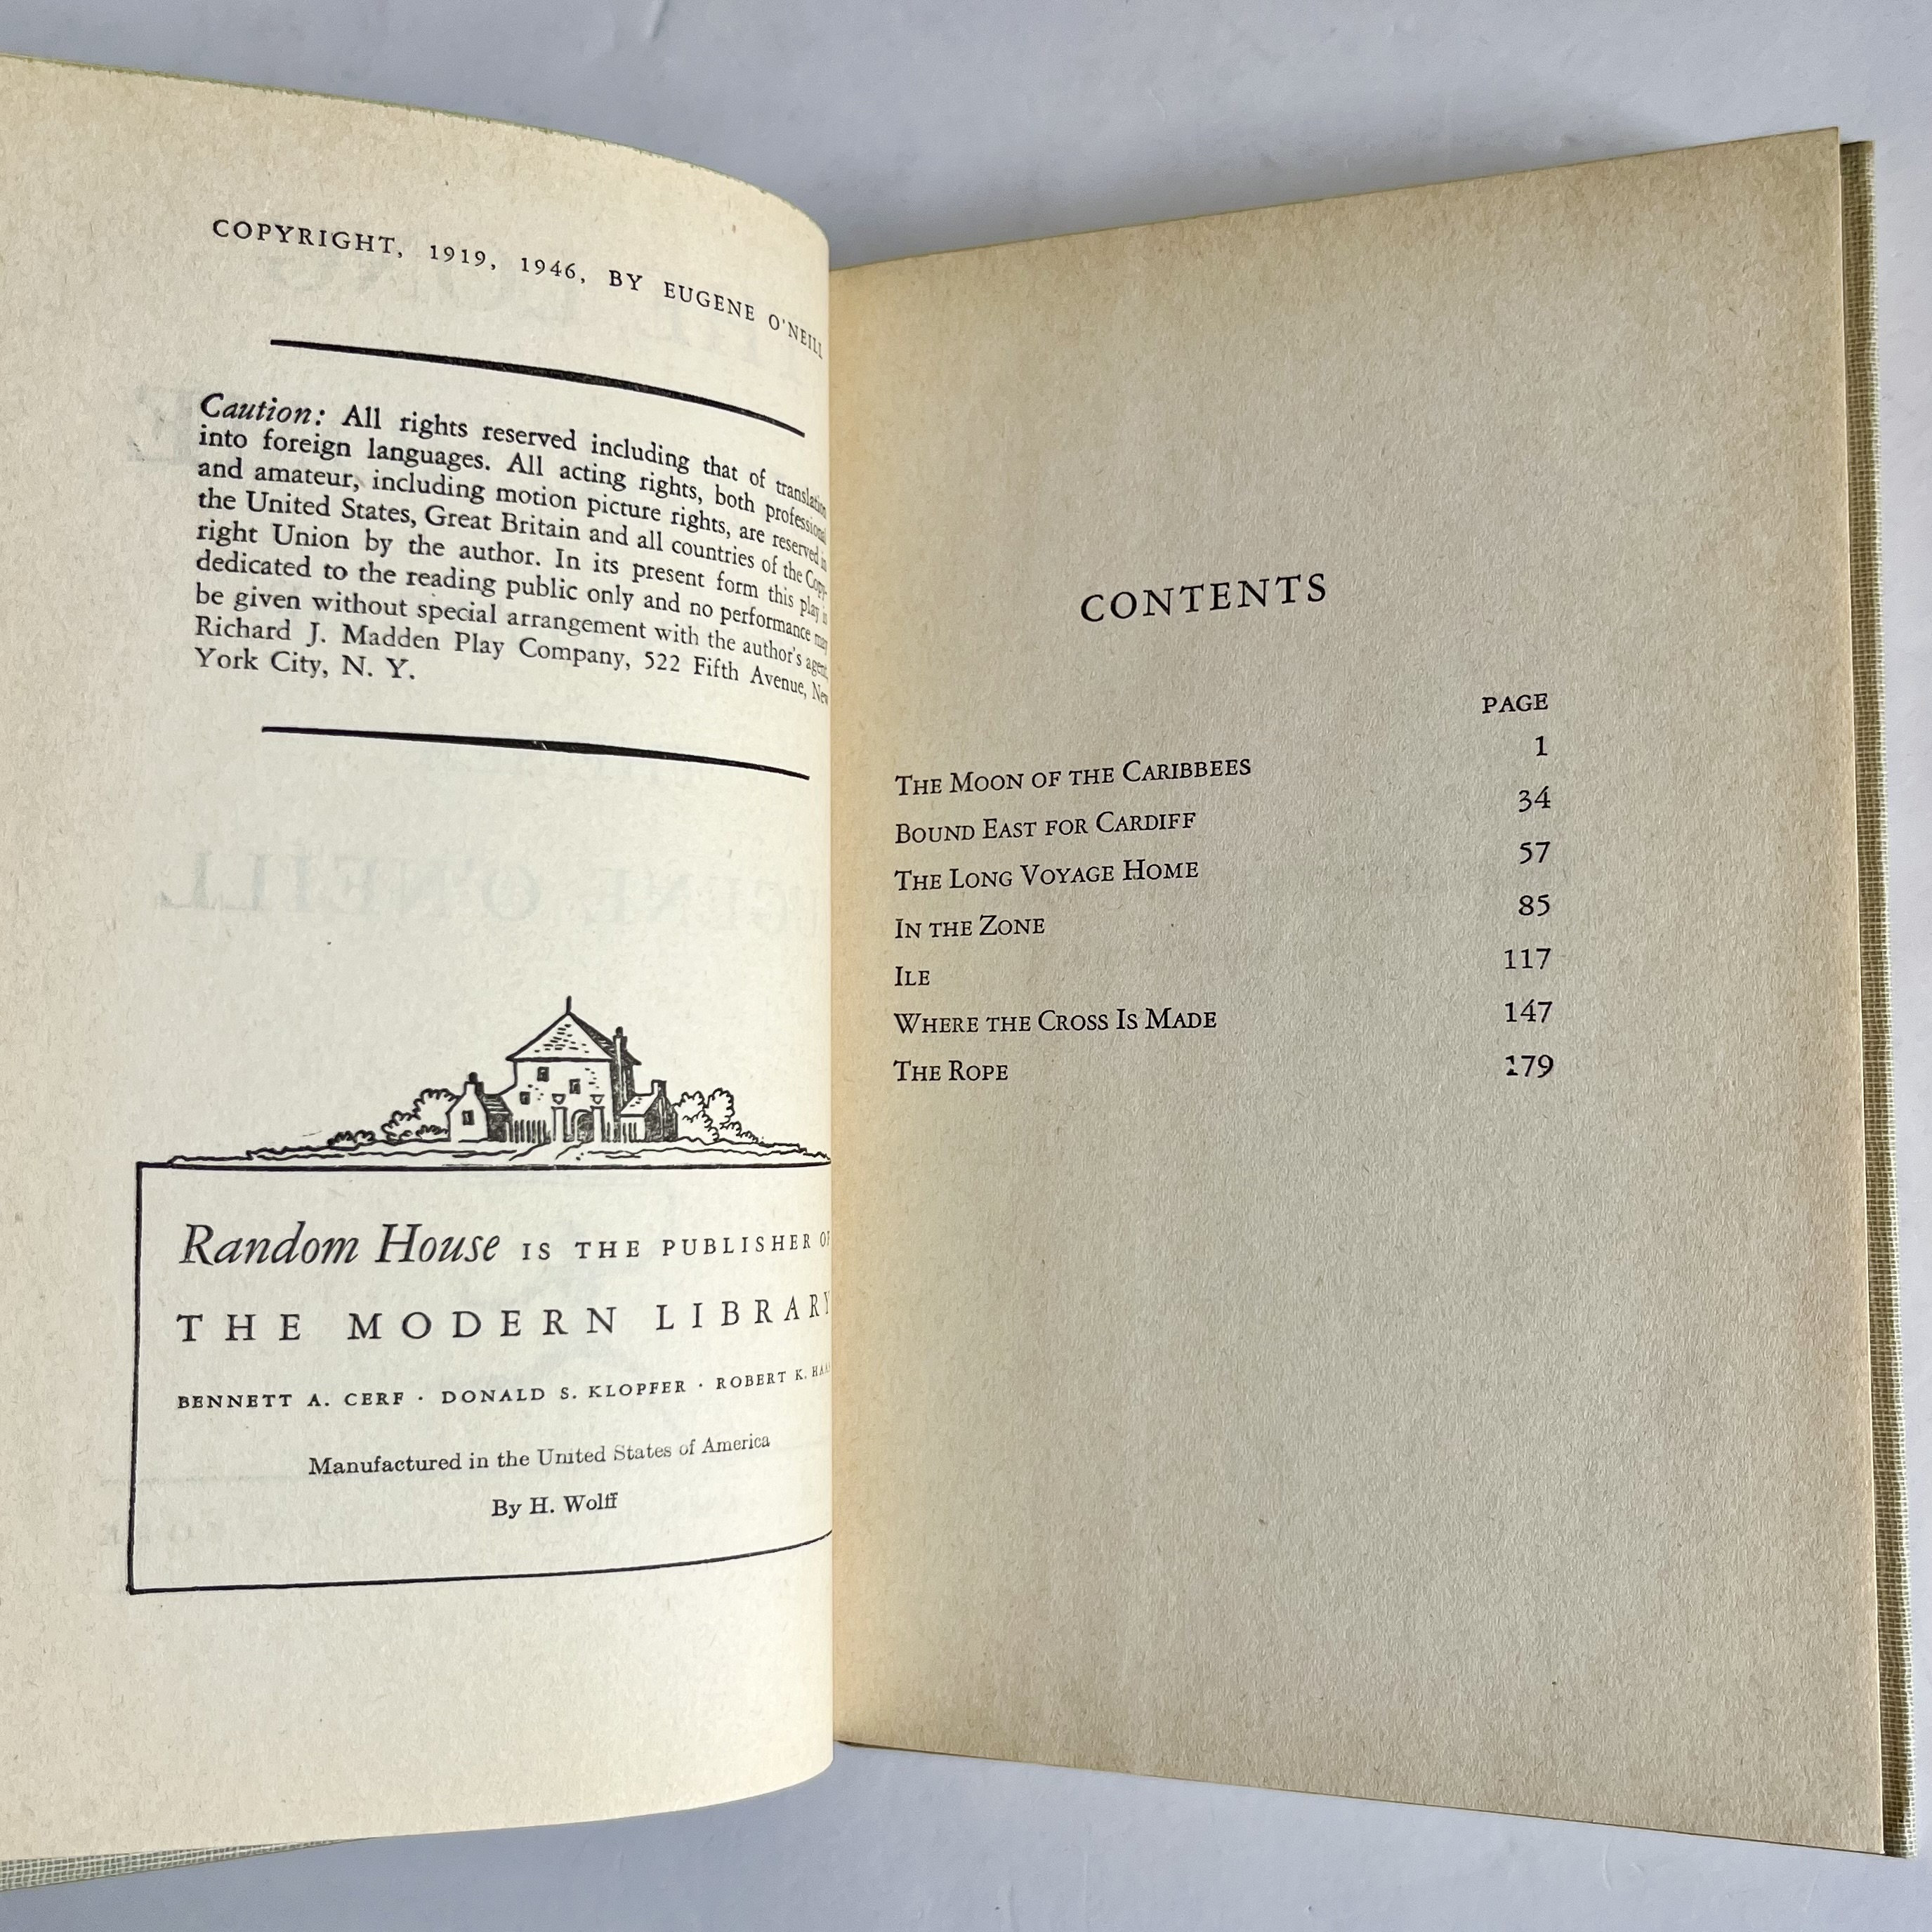 COPYRIGHT, 1919, 1946, BY EUGENE O'NEILL
Caution: All rights reserved including that of translation
into foreign languages. All acting rights, both professional
and amateur, including motion picture rights, are reserved in
the United States, Great Britain and all countries of the Copy-
right Union by the author. In its present form this play is
dedicated to the reading public only and no performance may
be given without special arrangement with the author's agent,
Richard J. Madden Play Company, 522 Fifth Avenue, New
York City, N. Y.
Random House IS THE PUBLISHER OF
THE MODERN LIBRARY
BENNETT A. CERF · DONALD S. KLOPFER · ROBERT K. HAA
Manufactured in the United States of America
By H. Wolff
CONTENTS
PAGE
THE MOON OF THE CARIBBEES 1
BOUND EAST FOR CARDIFF 34
THE LONG VOYAGE HOME 57
IN THE ZONE 85
ILE 117
WHERE THE CROSS IS MADE 147
THE ROPE 179